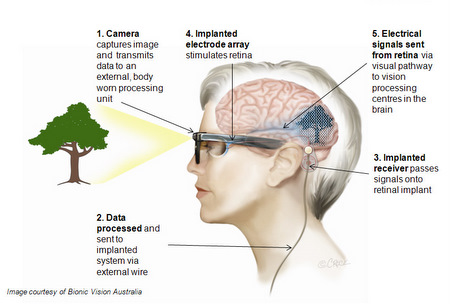 1. Camera
captures image
and transmits
data to an
external, body
worn processing
unit
4. Implanted
electrode array
stimulates retina
5. Electrical
signals sent
from retina via
visual pathway
to vision
processing
centres in the
brain
3. Implanted
receiver passes
signals onto
retinal implant
2. Data
processed and
sent to
implanted
system via
external wire
Image courtesy of Bionic Vision Australia